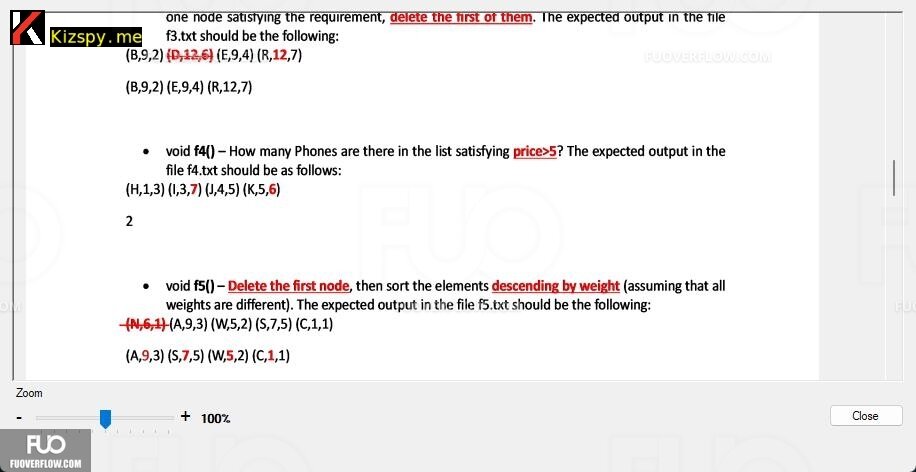 one node satisfying the requirement, delete the first of them. The expected output in the file
Kizspy.me
f3.txt should be the following:
(B,9,2) (D,12,6) (E,9,4) (R,12,7)
FUOVERFLOW.COM
(B,9,2) (E,9,4) (R,12,7)
• void f4() – How many Phones are there in the list satisfying price>5? The expected output in the
file f4.txt should be as follows:
(H,1,3) (I,3,7) (J,4,5) (K,5,6)
2
FUO
• void f5() – Delete the first node, then sort the elements descending by weight (assuming that all
weights are different). The expected output in the file f5.txt should be the following:
(N,6,1) (A,9,3) (W,5,2) (S,7,5) (C,1,1)
(A,9,3) (S,7,5) (W,5,2) (C,1,1)
Zoom
- + 100%
Close
FUO
FUOVERFLOW.COM